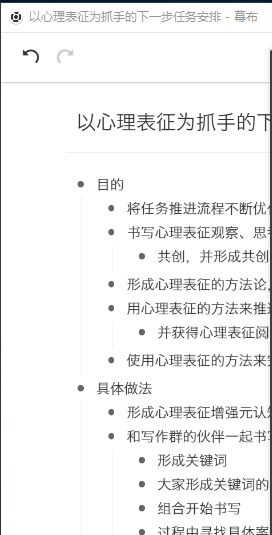 以心理表征为抓手的下一步任务安排 - 幕布
以心理表征为抓手的下
目的
将任务推进流程不断优
书写心理表征观察、思
共创，并形成共创
形成心理表征的方法论，
用心理表征的方法来推
并获得心理表征阅
使用心理表征的方法来
具体做法
形成心理表征增强元认
和写作群的伙伴一起书
形成关键词
大家形成关键词的
组合开始书写
过程中寻找具体案